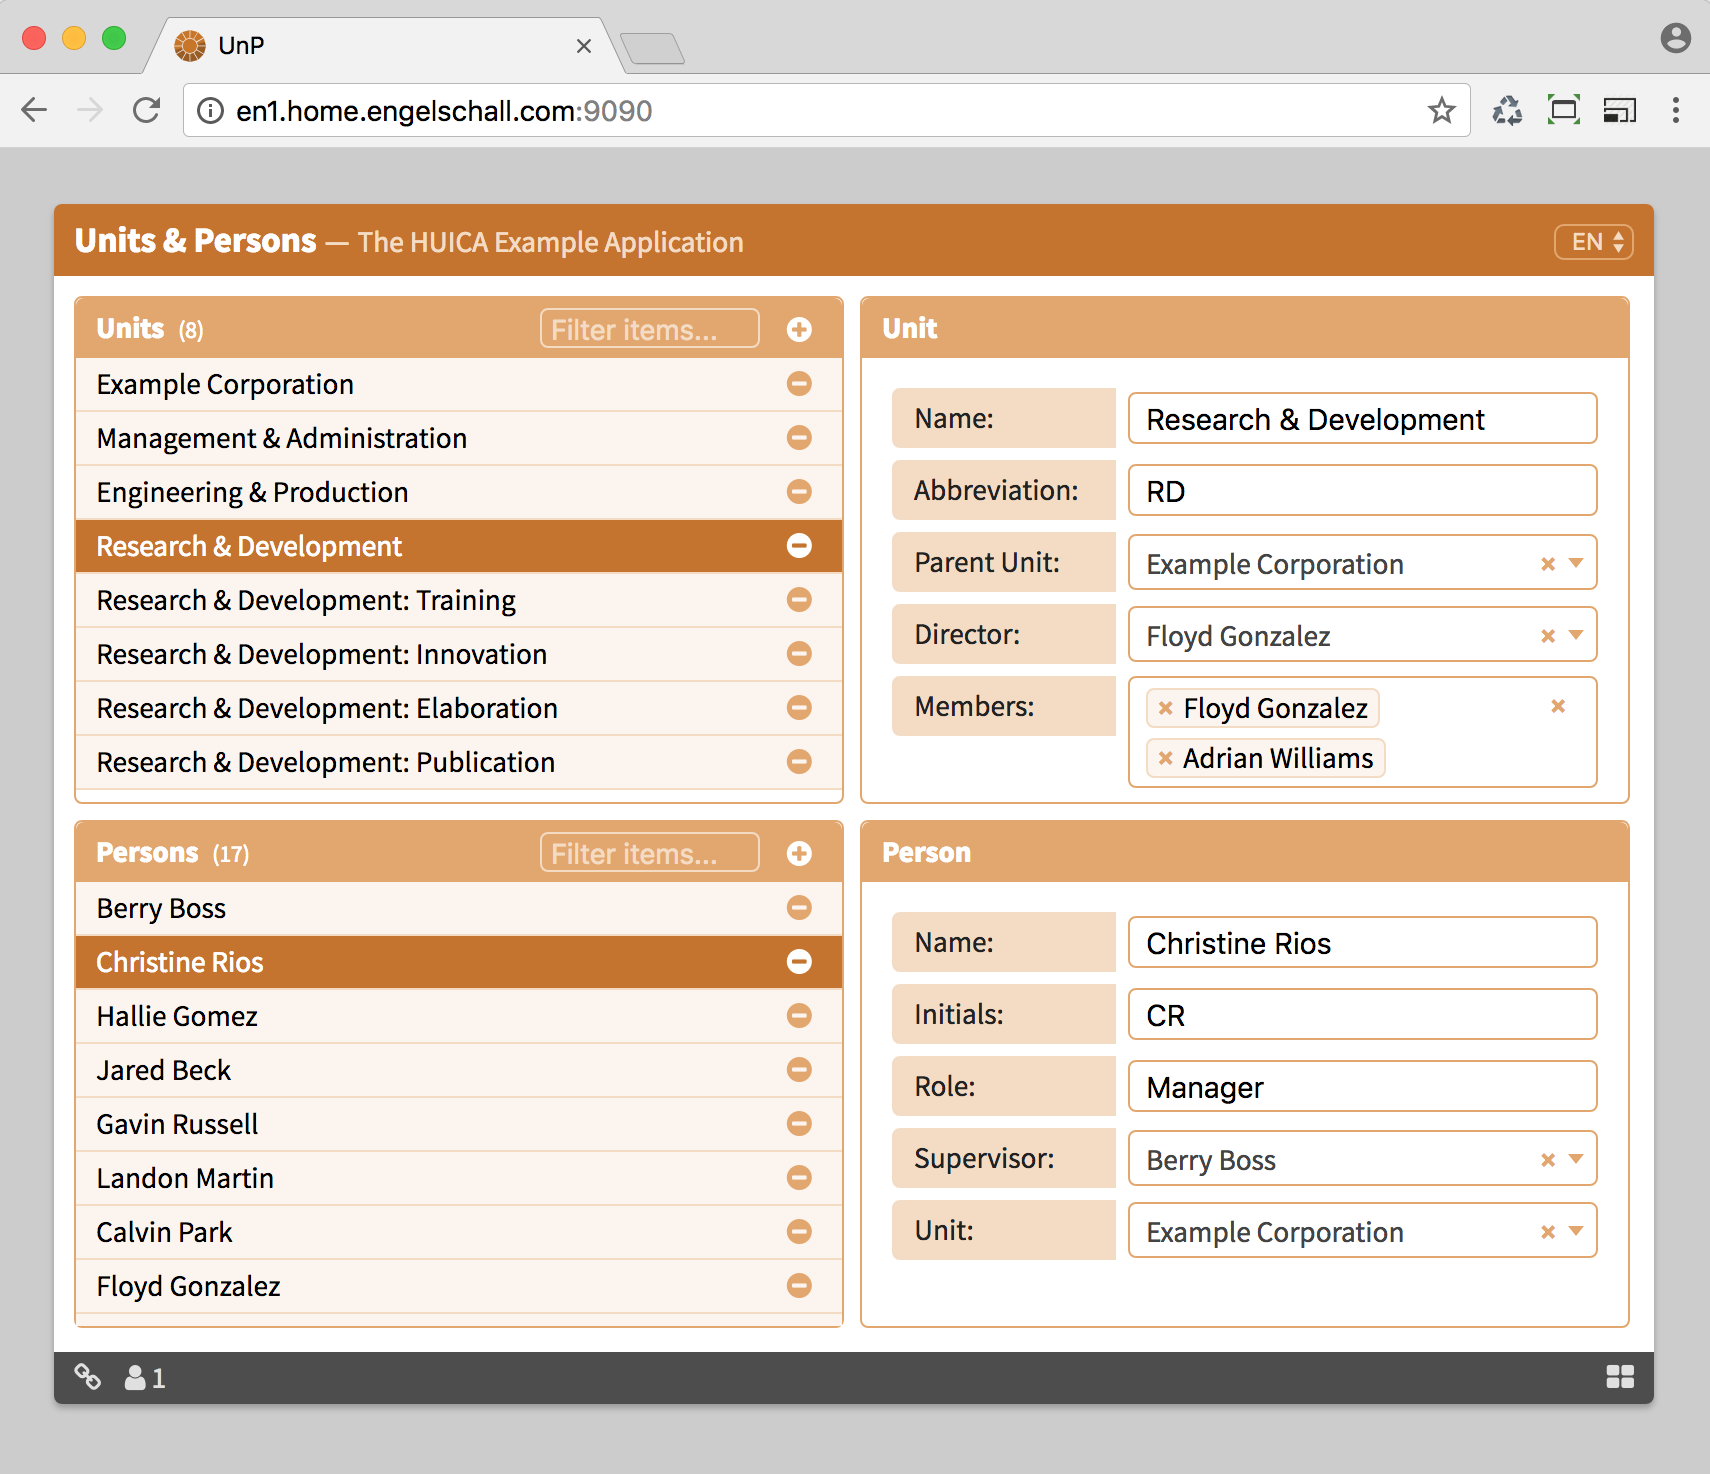 UnP
en1.home.engelschall.com:9090
Units & Persons — The HUICA Example Application
EN
Units (8)
Filter items...
Example Corporation
Management & Administration
Engineering & Production
Research & Development
Research & Development: Training
Research & Development: Innovation
Research & Development: Elaboration
Research & Development: Publication
Unit
Name: Research & Development
Abbreviation: RD
Parent Unit: Example Corporation
Director: Floyd Gonzalez
Members: Floyd Gonzalez
Adrian Williams
Persons (17)
Filter items...
Berry Boss
Christine Rios
Hallie Gomez
Jared Beck
Gavin Russell
Landon Martin
Calvin Park
Floyd Gonzalez
Person
Name: Christine Rios
Initials: CR
Role: Manager
Supervisor: Berry Boss
Unit: Example Corporation
1